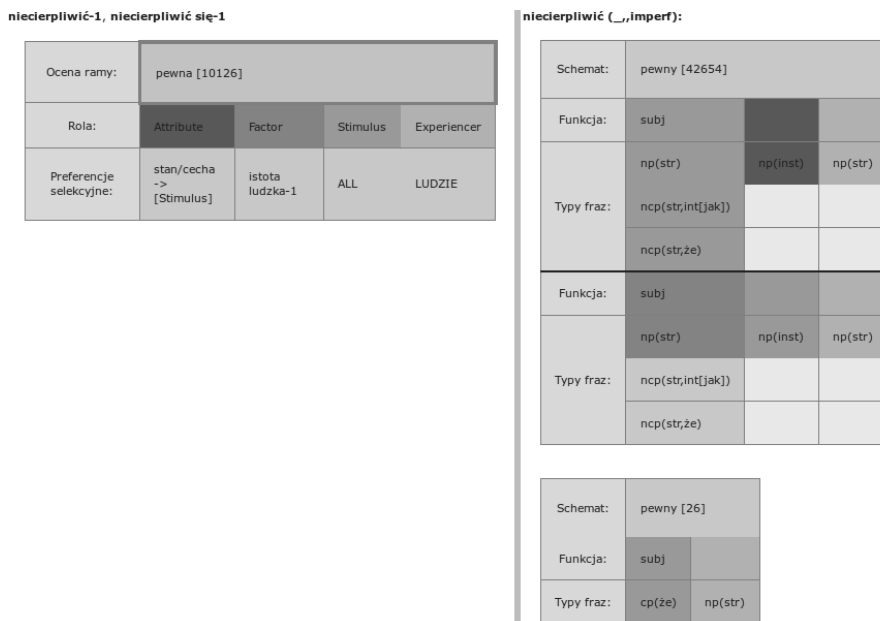 niecierpliwić-1, niecierpliwić się-1
Ocena ramy: pewna [10126]
Rola: Attribute Factor Stimulus Experiencer
Preferencje selekcyjne: stan/cecha -> [Stimulus] istota ludzka-1 ALL LUDZIE
niecierpliwić (_,,imperf):
Schemat: pewny [42654]
Funkcja: subj
Typy fraz: np(str) np(inst) np(str)
ncp(str,int[jak])
ncp(str,że)
Funkcja: subj
Typy fraz: np(str) np(inst) np(str)
ncp(str,int[jak])
ncp(str,że)
Schemat: pewny [26]
Funkcja: subj
Typy fraz: cp(że) np(str)